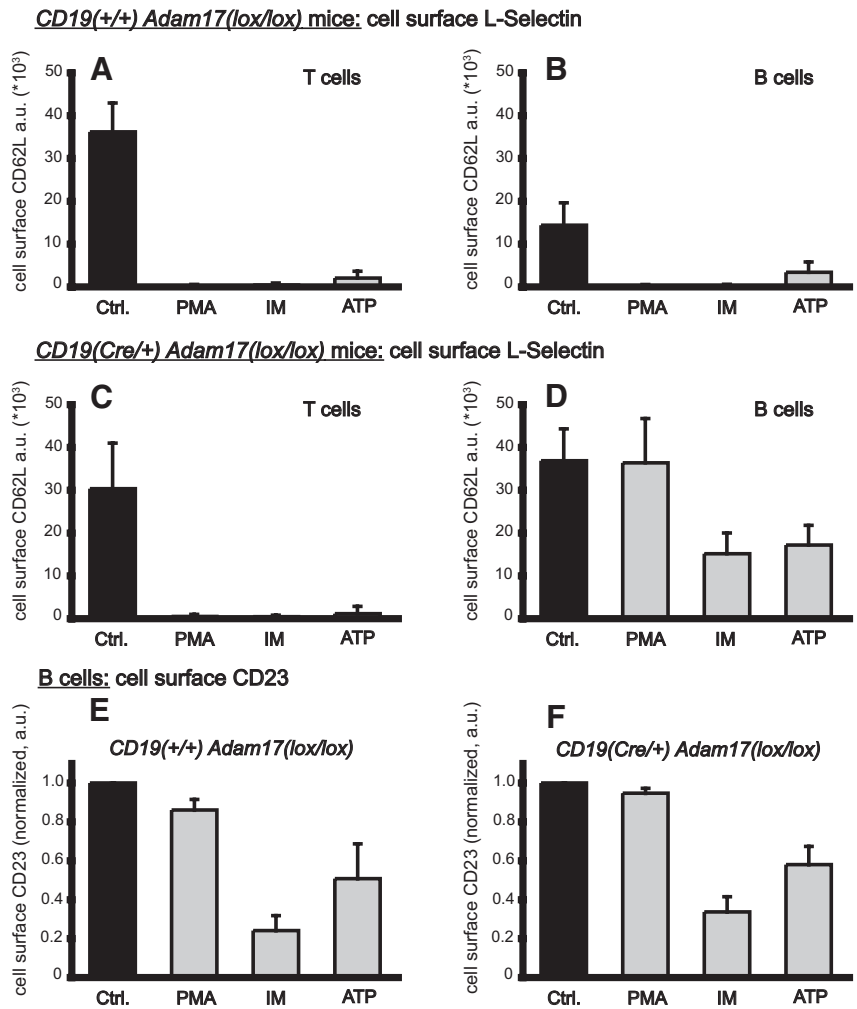 CD19(+/+) Adam17(lox/lox) mice: cell surface L-Selectin
A
T cells
cell surface CD62L a.u. (*10³)
50
40
30
20
10
0
Ctrl. PMA IM ATP
B
B cells
cell surface CD62L a.u. (*10³)
50
40
30
20
10
0
Ctrl. PMA IM ATP
CD19(Cre/+) Adam17(lox/lox) mice: cell surface L-Selectin
C
T cells
cell surface CD62L a.u. (*10³)
50
40
30
20
10
0
Ctrl. PMA IM ATP
D
B cells
cell surface CD62L a.u. (*10³)
50
40
30
20
10
0
Ctrl. PMA IM ATP
B cells: cell surface CD23
E
CD19(+/+) Adam17(lox/lox)
cell surface CD23 (normalized, a.u.)
1.0
0.8
0.6
0.4
0.2
0
Ctrl. PMA IM ATP
F
CD19(Cre/+) Adam17(lox/lox)
cell surface CD23 (normalized, a.u.)
1.0
0.8
0.6
0.4
0.2
0
Ctrl. PMA IM ATP